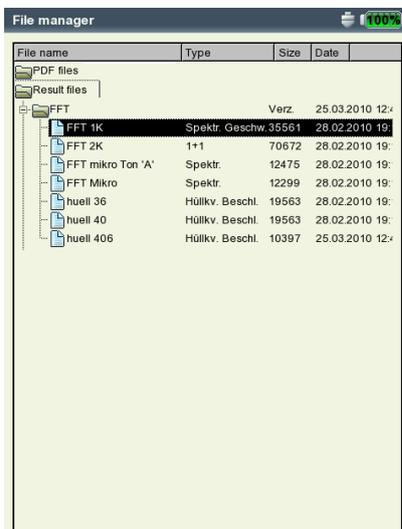 File manager 100%
File name Type Size Date
PDF files
Result files
FFT Verz. 25.03.2010 12:4
FFT 1K Spektr. Geschw. 35561 28.02.2010 19:
FFT 2K 1+1 70672 28.02.2010 19:
FFT mikro Ton 'A' Spektr. 12475 28.02.2010 19:
FFT Mikro Spektr. 12299 28.02.2010 19:
huell 36 Hüllkv. Beschl. 19563 28.02.2010 19:
huell 40 Hüllkv. Beschl. 19563 28.02.2010 19:
huell 406 Hüllkv. Beschl. 10397 25.03.2010 12:4